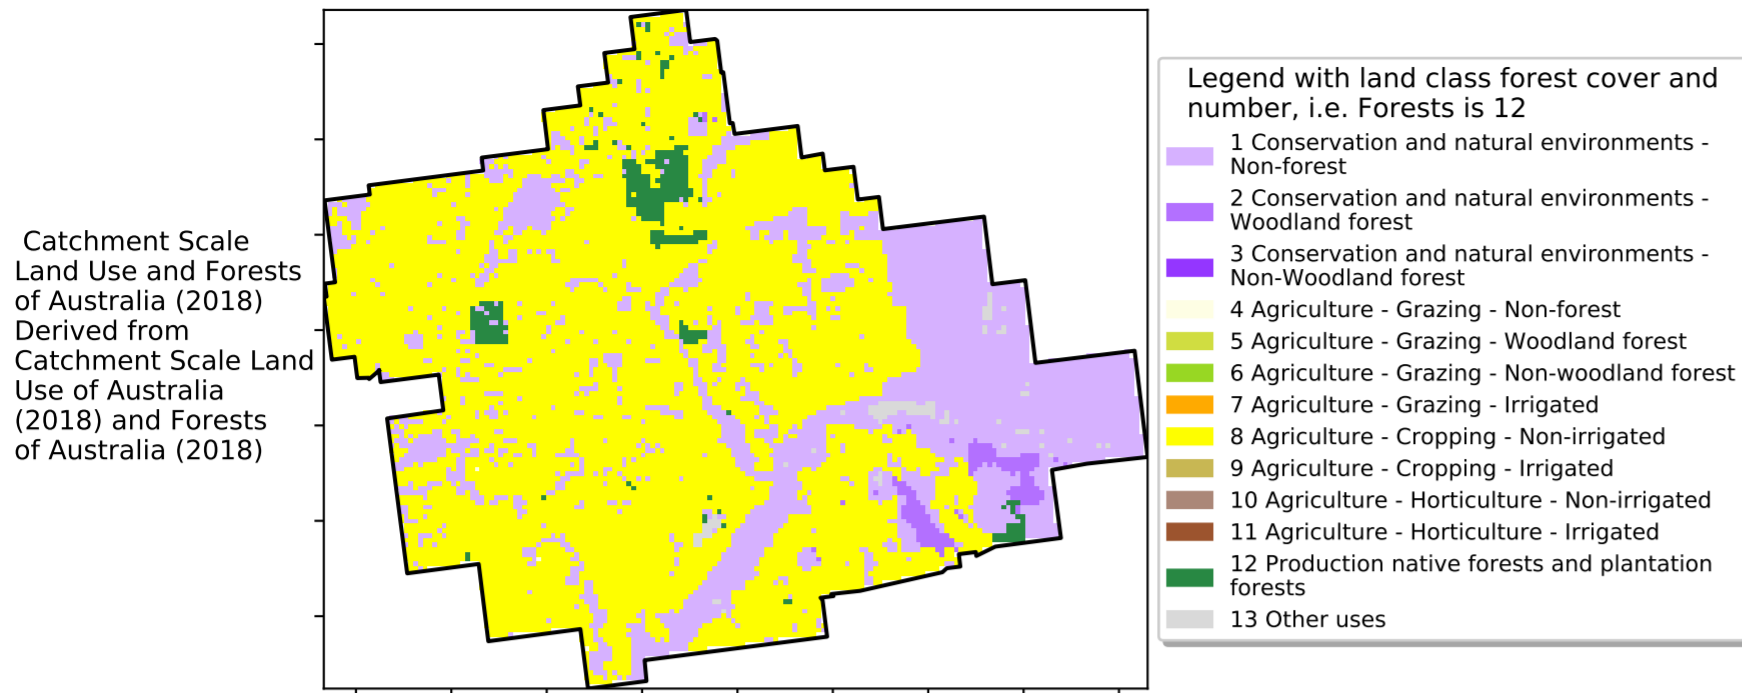 Catchment Scale
Land Use and Forests
of Australia (2018)
Derived from
Catchment Scale Land
Use of Australia
(2018) and Forests
of Australia (2018)
Legend with land class forest cover and
number, i.e. Forests is 12
1 Conservation and natural environments -
Non-forest
2 Conservation and natural environments -
Woodland forest
3 Conservation and natural environments -
Non-Woodland forest
4 Agriculture - Grazing - Non-forest
5 Agriculture - Grazing - Woodland forest
6 Agriculture - Grazing - Non-woodland forest
7 Agriculture - Grazing - Irrigated
8 Agriculture - Cropping - Non-irrigated
9 Agriculture - Cropping - Irrigated
10 Agriculture - Horticulture - Non-irrigated
11 Agriculture - Horticulture - Irrigated
12 Production native forests and plantation
forests
13 Other uses